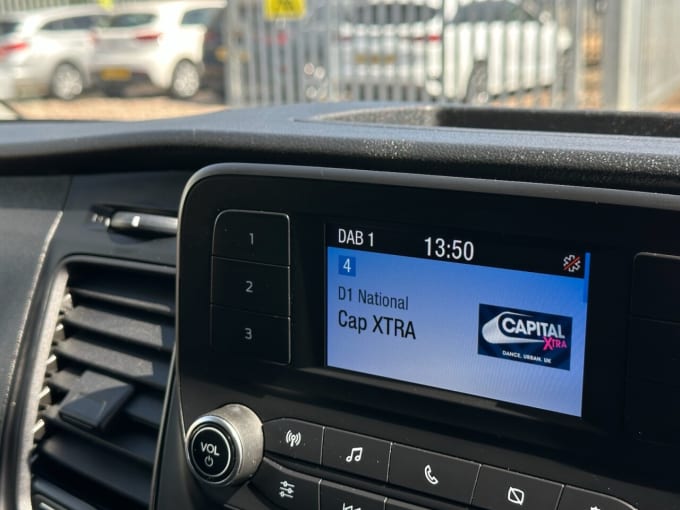 DAB 1 13:50
4
D1 National
Cap XTRA
CAPITAL
XTRA
DANCE. URBAN. UK
1
2
3
VOL